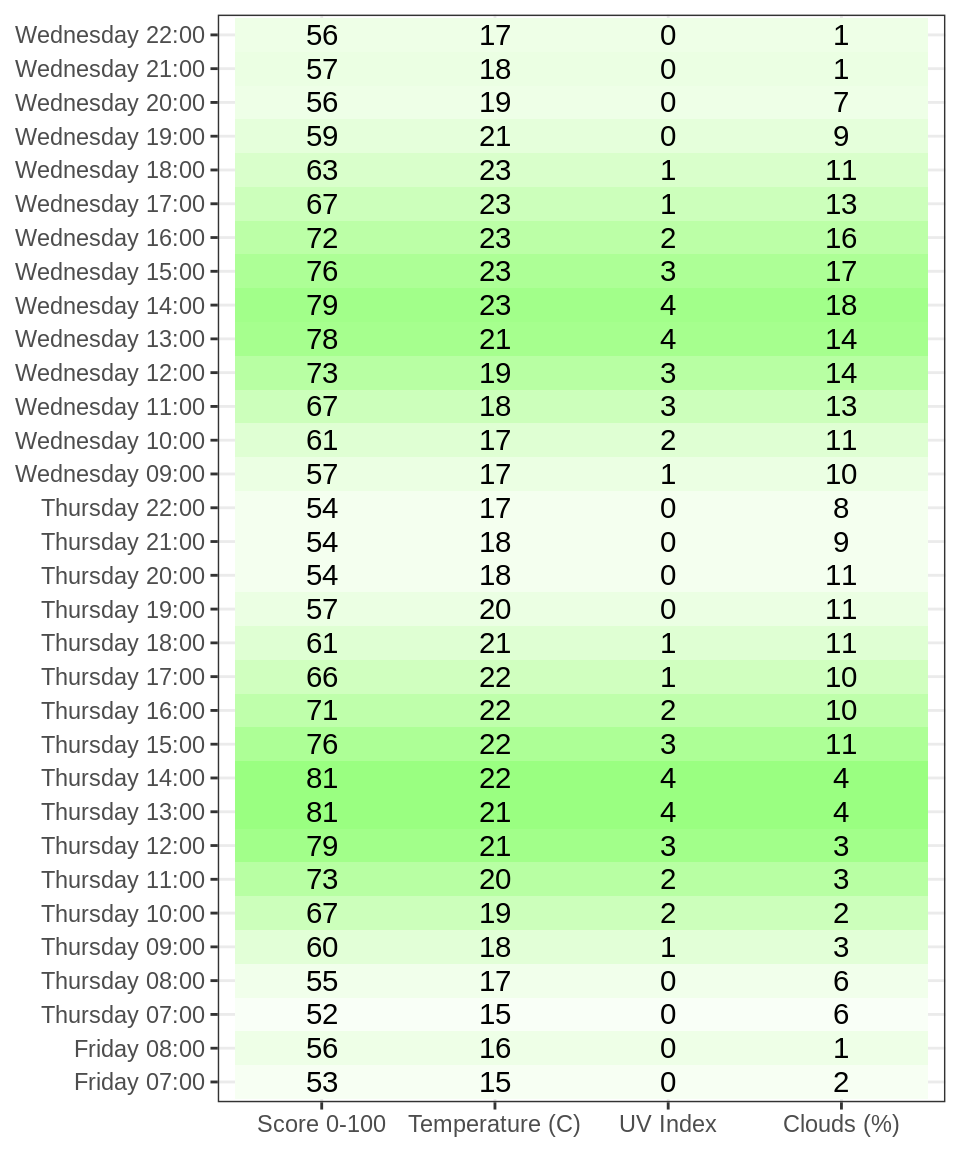 Wednesday 22:00 56 17 0 1
Wednesday 21:00 57 18 0 1
Wednesday 20:00 56 19 0 7
Wednesday 19:00 59 21 0 9
Wednesday 18:00 63 23 1 11
Wednesday 17:00 67 23 1 13
Wednesday 16:00 72 23 2 16
Wednesday 15:00 76 23 3 17
Wednesday 14:00 79 23 4 18
Wednesday 13:00 78 21 4 14
Wednesday 12:00 73 19 3 14
Wednesday 11:00 67 18 3 13
Wednesday 10:00 61 17 2 11
Wednesday 09:00 57 17 1 10
Thursday 22:00 54 17 0 8
Thursday 21:00 54 18 0 9
Thursday 20:00 54 18 0 11
Thursday 19:00 57 20 0 11
Thursday 18:00 61 21 1 11
Thursday 17:00 66 22 1 10
Thursday 16:00 71 22 2 10
Thursday 15:00 76 22 3 11
Thursday 14:00 81 22 4 4
Thursday 13:00 81 21 4 4
Thursday 12:00 79 21 3 3
Thursday 11:00 73 20 2 3
Thursday 10:00 67 19 2 2
Thursday 09:00 60 18 1 3
Thursday 08:00 55 17 0 6
Thursday 07:00 52 15 0 6
Friday 08:00 56 16 0 1
Friday 07:00 53 15 0 2
Score 0-100 Temperature (C) UV Index Clouds (%)